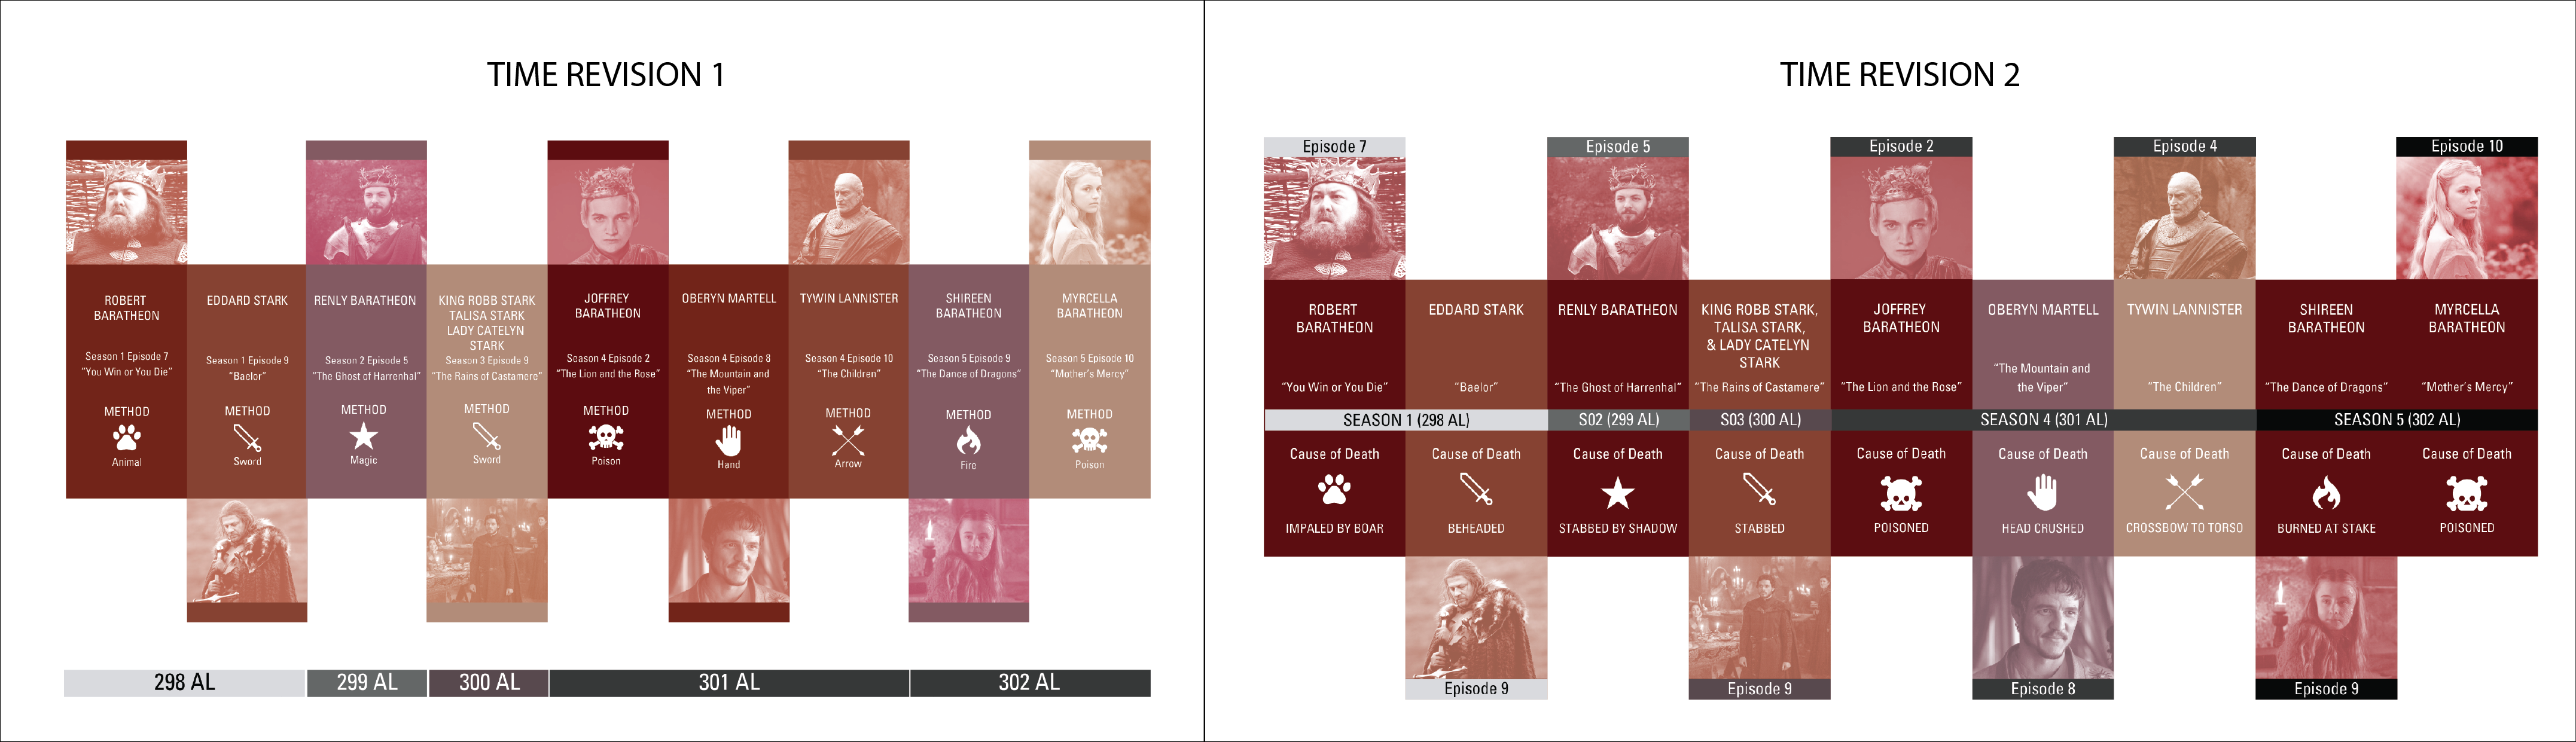 TIME REVISION 1
ROBERT
BARATHEON
Season 1 Episode 7
“You Win or You Die”
METHOD
Animal
EDDARD STARK
Season 1 Episode 9
“Baelor”
METHOD
Sword
RENLY BARATHEON
Season 2 Episode 5
“The Ghost of Harrenhal”
METHOD
Magic
KING ROBB STARK
TALISA STARK
LADY CATELYN
STARK
Season 3 Episode 9
“The Rains of Castamere”
METHOD
Sword
JOFFREY
BARATHEON
Season 4 Episode 2
“The Lion and the Rose”
METHOD
Poison
OBERYN MARTELL
Season 4 Episode 8
“The Mountain and
the Viper”
METHOD
Hand
TYWIN LANNISTER
Season 4 Episode 10
“The Children”
METHOD
Arrow
SHIREEN
BARATHEON
Season 5 Episode 9
“The Dance of Dragons”
METHOD
Fire
MYRCELLA
BARATHEON
Season 5 Episode 10
“Mother’s Mercy”
METHOD
Poison
298 AL
299 AL
300 AL
301 AL
302 AL
TIME REVISION 2
Episode 7
Episode 5
Episode 2
Episode 4
Episode 10
ROBERT
BARATHEON
“You Win or You Die”
EDDARD STARK
“Baelor”
RENLY BARATHEON
“The Ghost of Harrenhal”
KING ROBB STARK,
TALISA STARK,
& LADY CATELYN
STARK
“The Rains of Castamere”
JOFFREY
BARATHEON
“The Lion and the Rose”
OBERYN MARTELL
“The Mountain and
the Viper”
TYWIN LANNISTER
“The Children”
SHIREEN
BARATHEON
“The Dance of Dragons”
MYRCELLA
BARATHEON
“Mother’s Mercy”
SEASON 1 (298 AL)
S02 (299 AL)
S03 (300 AL)
SEASON 4 (301 AL)
SEASON 5 (302 AL)
Cause of Death
IMPALED BY BOAR
Cause of Death
BEHEADED
Cause of Death
STABBED BY SHADOW
Cause of Death
STABBED
Cause of Death
POISONED
Cause of Death
HEAD CRUSHED
Cause of Death
CROSSBOW TO TORSO
Cause of Death
BURNED AT STAKE
Cause of Death
POISONED
Episode 9
Episode 9
Episode 8
Episode 9